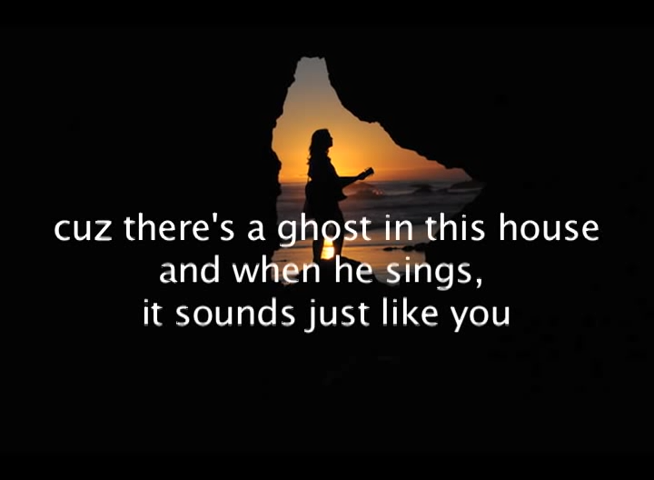 cuz there's a ghost in this house
and when he sings,
it sounds just like you